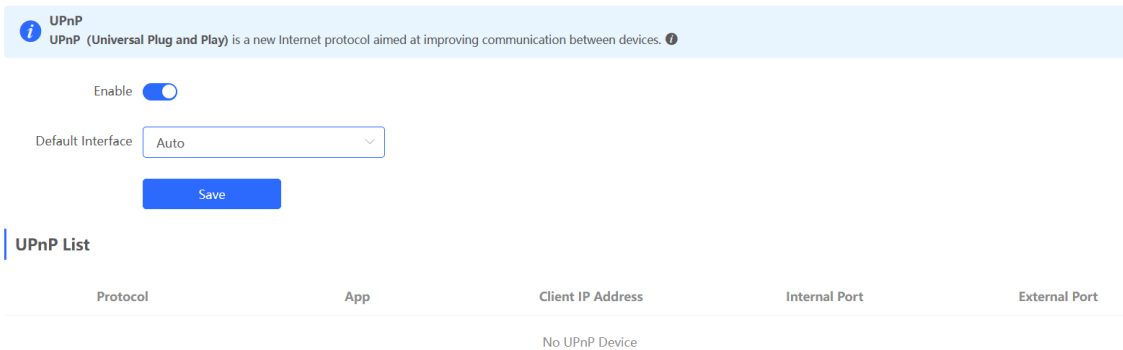 UPnP
UPnP (Universal Plug and Play) is a new Internet protocol aimed at improving communication between devices.
Enable
Default Interface Auto
Save
UPnP List
Protocol App Client IP Address Internal Port External Port
No UPnP Device